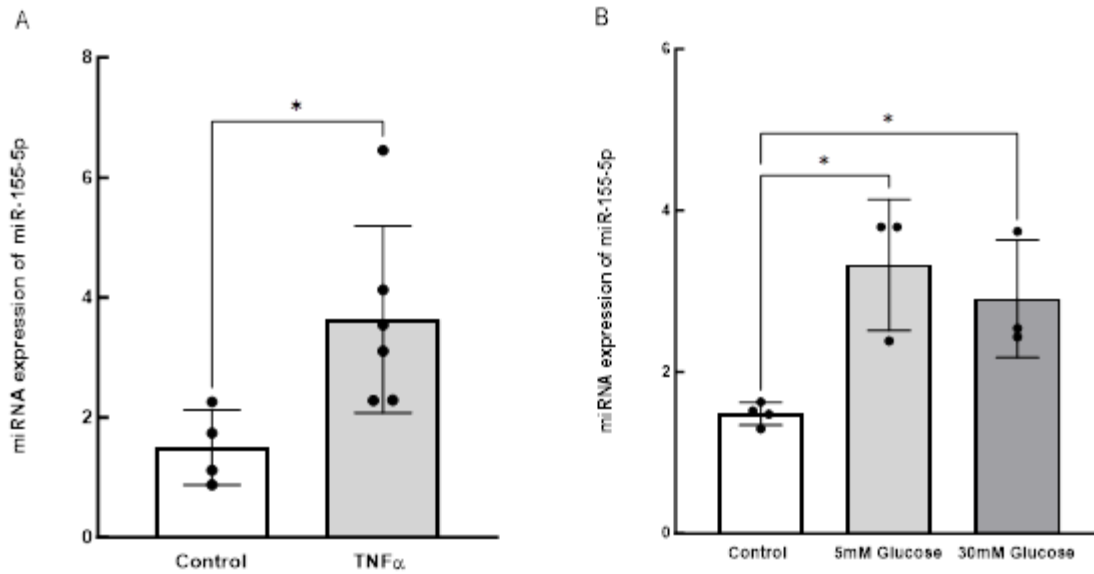 A
miRNA expression of miR-155-5p
8
6
4
2
0
*
Control
TNFα
B
miRNA expression of miR-155-5p
6
4
2
0
*
*
Control
5mM Glucose
30mM Glucose